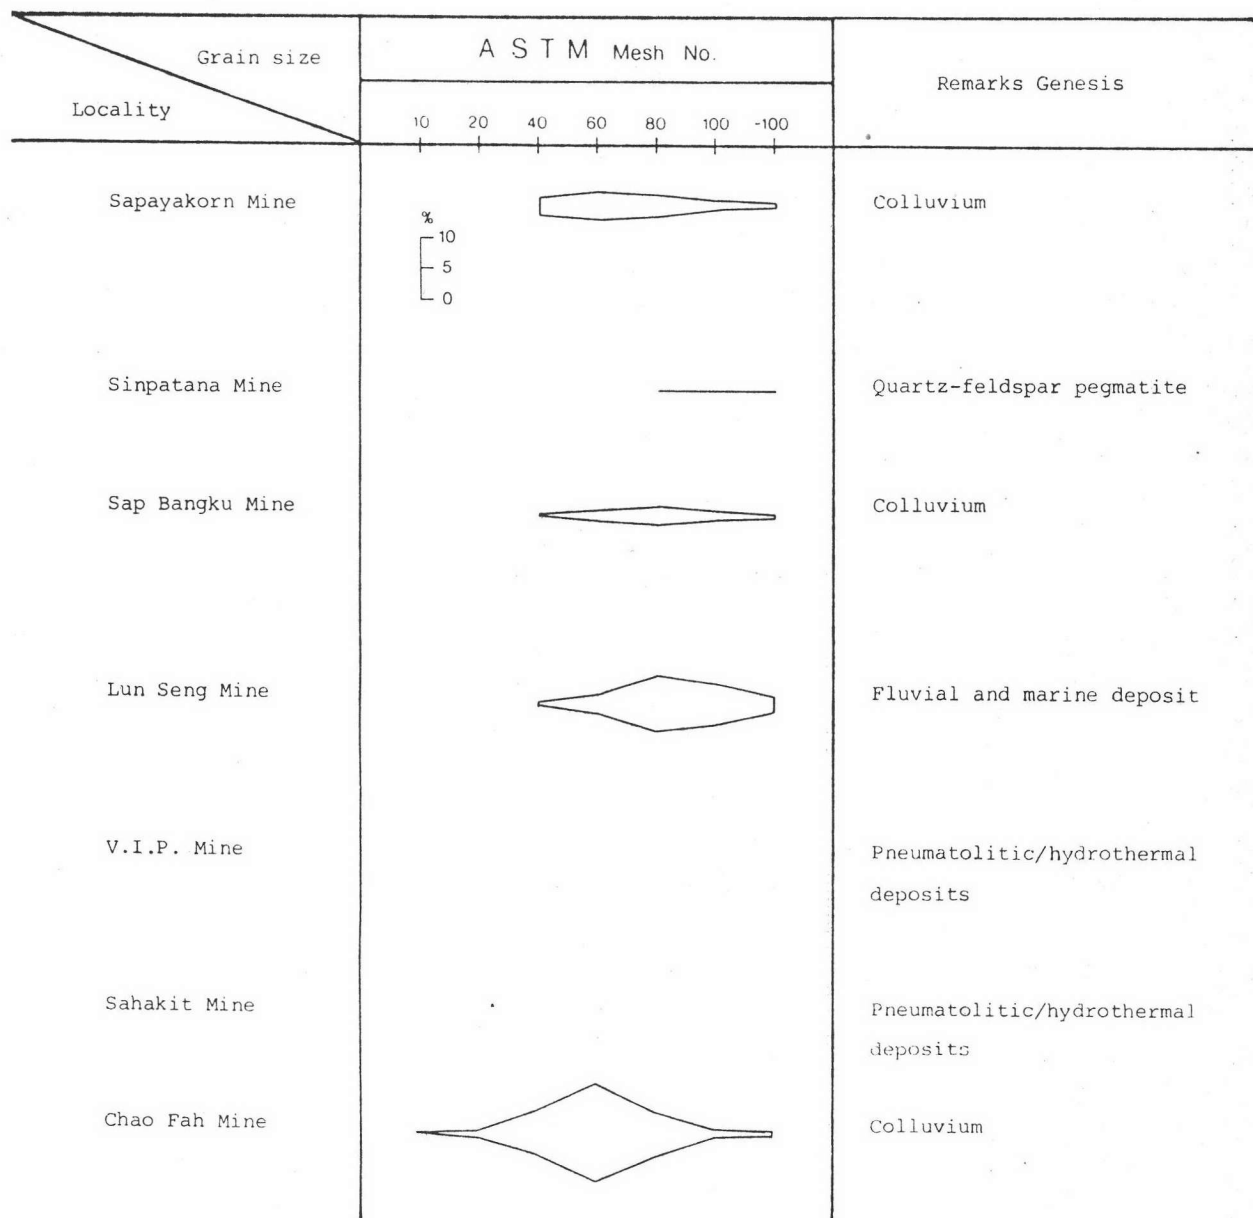 Grain size
Locality
A S T M Mesh No.
10 20 40 60 80 100 -100
Remarks Genesis
Sapayakorn Mine Colluvium
%
10
5
0
Sinpatana Mine Quartz-feldspar pegmatite
Sap Bangku Mine Colluvium
Lun Seng Mine Fluvial and marine deposit
V.I.P. Mine Pneumatolitic/hydrothermal
deposits
Sahakit Mine Pneumatolitic/hydrothermal
deposits
Chao Fah Mine Colluvium